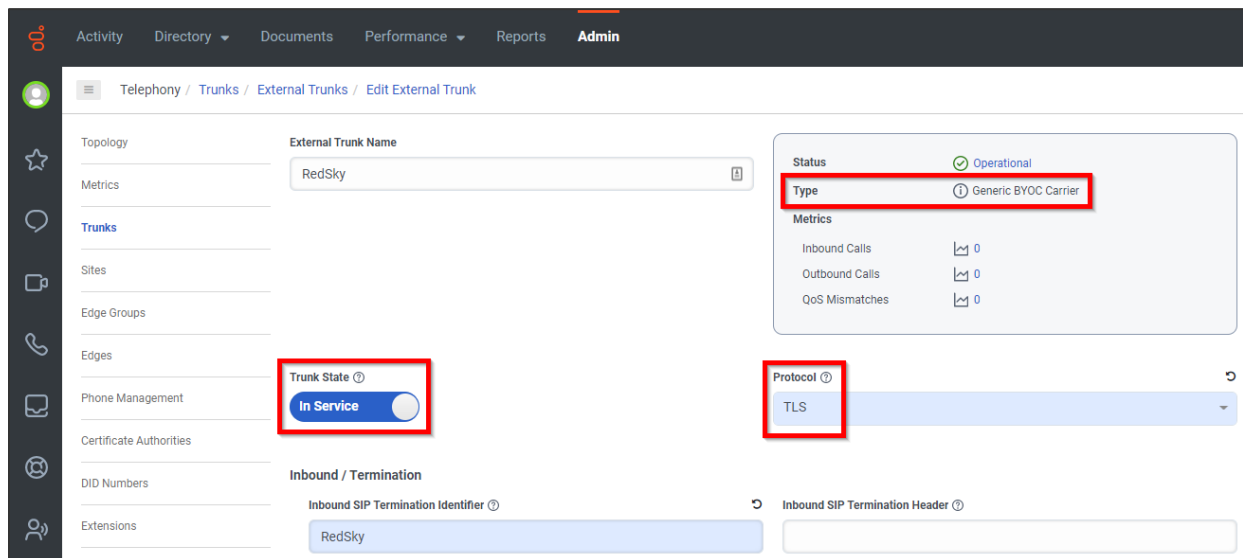 Activity Directory Documents Performance Reports Admin
Telephony / Trunks / External Trunks / Edit External Trunk
Topology
Metrics
Trunks
Sites
Edge Groups
Edges
Phone Management
Certificate Authorities
DID Numbers
Extensions
External Trunk Name
RedSky
Status Operational
Type Generic BYOC Carrier
Metrics
Inbound Calls 0
Outbound Calls 0
QoS Mismatches 0
Trunk State
In Service
Protocol
TLS
Inbound / Termination
Inbound SIP Termination Identifier
RedSky
Inbound SIP Termination Header